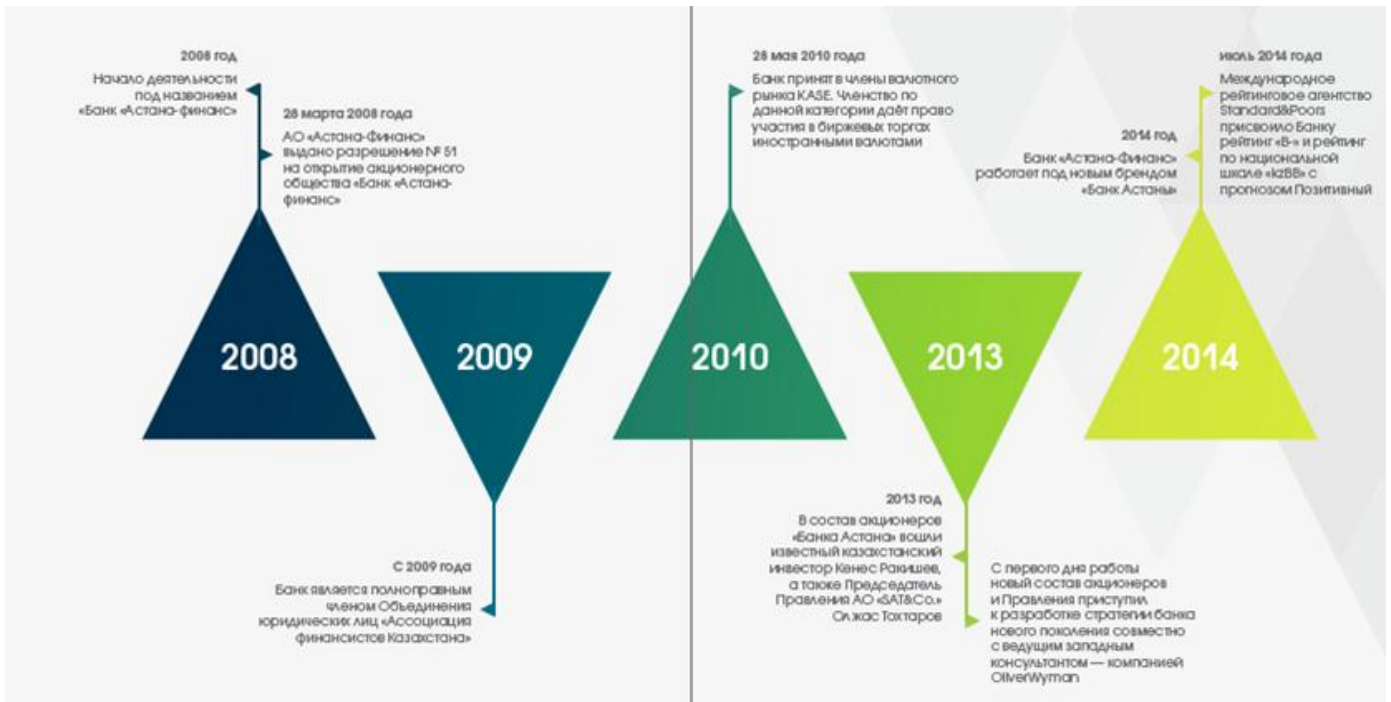 2008 год
Начало деятельности
под названием
«Банк «Астана-финанс»
28 марта 2008 года
АО «Астана-Финанс»
выдано разрешение № 51
на открытие акционерного
общества «Банк «Астана-
финанс»
2008
2009
С 2009 года
Банк является полноправным
членом Объединения
юридических лиц «Ассоциация
финансистов Казахстана»
28 мая 2010 года
Банк принят в члены валютного
рынка KASE. Членство по
данной категории даёт право
участия в биржевых торгах
иностранными валютами
2010
2013
2013 год
В состав акционеров
«Банка Астана» вошли
известный казахстанский
инвестор Кенес Ракишев,
а также Председатель
Правления АО «SAT&Co.»
Олжас Тохтаров
С первого дня работы
новый состав акционеров
и Правления приступил
к разработке стратегии банка
нового поколения совместно
с ведущим западным
консультантом — компанией
OliverWyman
2014 год
Банк «Астана-Финанс»
работает под новым брендом
«Банк Астаны»
июль 2014 года
Международное
рейтинговое агентство
Standard&Poors
присвоило Банку
рейтинг «B-» и рейтинг
по национальной
шкале «kzBB» с
прогнозом Позитивный
2014